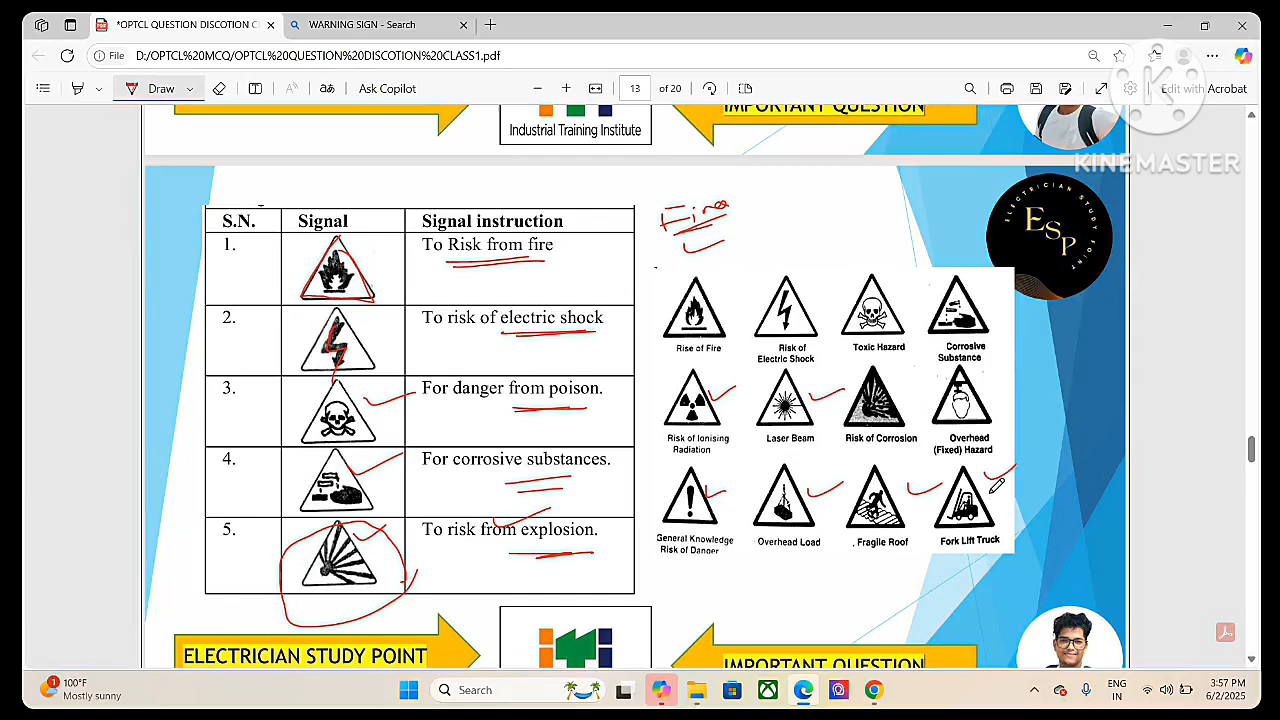 *OPTCL QUESTION DISCOTION C
WARNING SIGN - Search
File
D:/OPTCL%20MCQ/OPTCL%20QUESTION%20DISCOTION%20CLASS1.pdf
Draw
Ask Copilot
13 of 20
Edit with Acrobat
KINEMASTER
Industrial Training Institute
IMPORTANT QUESTION
S.N. Signal Signal instruction
1. To Risk from fire
2. To risk of electric shock
3. For danger from poison.
4. For corrosive substances.
5. To risk from explosion.
Fire
Rise of Fire
Risk of
Electric Shock
Toxic Hazard
Corrosive
Substance
Risk of Ionising
Radiation
Laser Beam
Risk of Corrosion
Overhead
(Fixed) Hazard
General Knowledge
Risk of Danger
Overhead Load
. Fragile Roof
Fork Lift Truck
ELECTRICIAN STUDY POINT
ESP
ELECTRICIAN STUDY POINT
IMPORTANT QUESTION
1
100°F
Mostly sunny
Search
ENG
IN
3:57 PM
6/2/2025